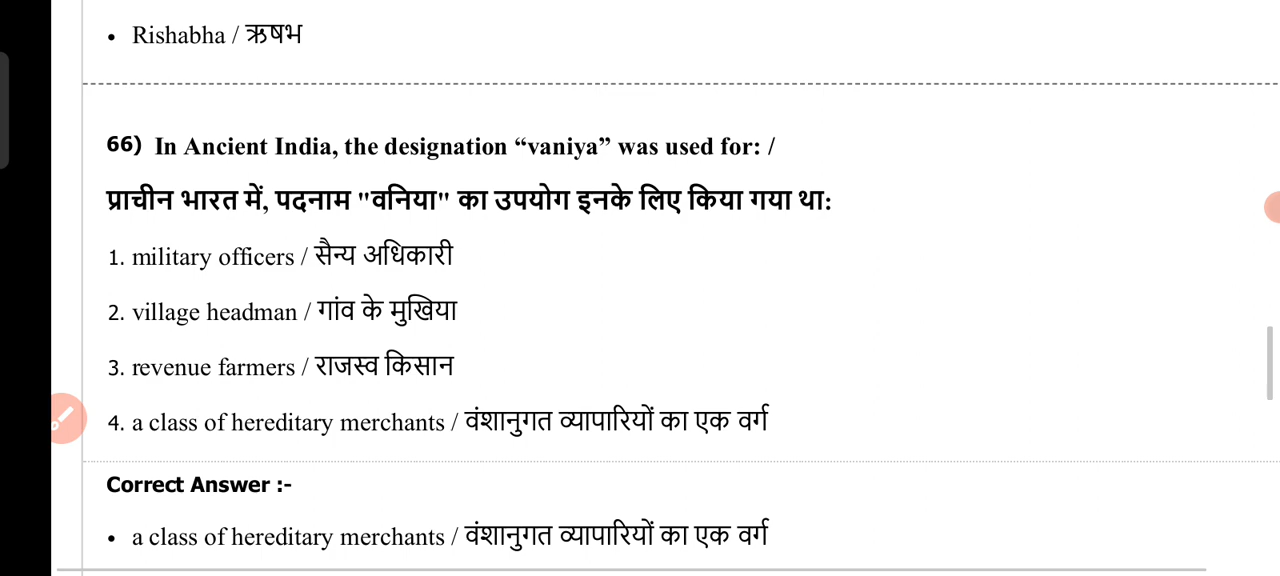 • Rishabha / ऋषभ
66) In Ancient India, the designation “vaniya” was used for: /
प्राचीन भारत में, पदनाम "वनिया" का उपयोग इनके लिए किया गया था:
1. military officers / सैन्य अधिकारी
2. village headman / गांव के मुखिया
3. revenue farmers / राजस्व किसान
4. a class of hereditary merchants / वंशानुगत व्यापारियों का एक वर्ग
Correct Answer :-
• a class of hereditary merchants / वंशानुगत व्यापारियों का एक वर्ग